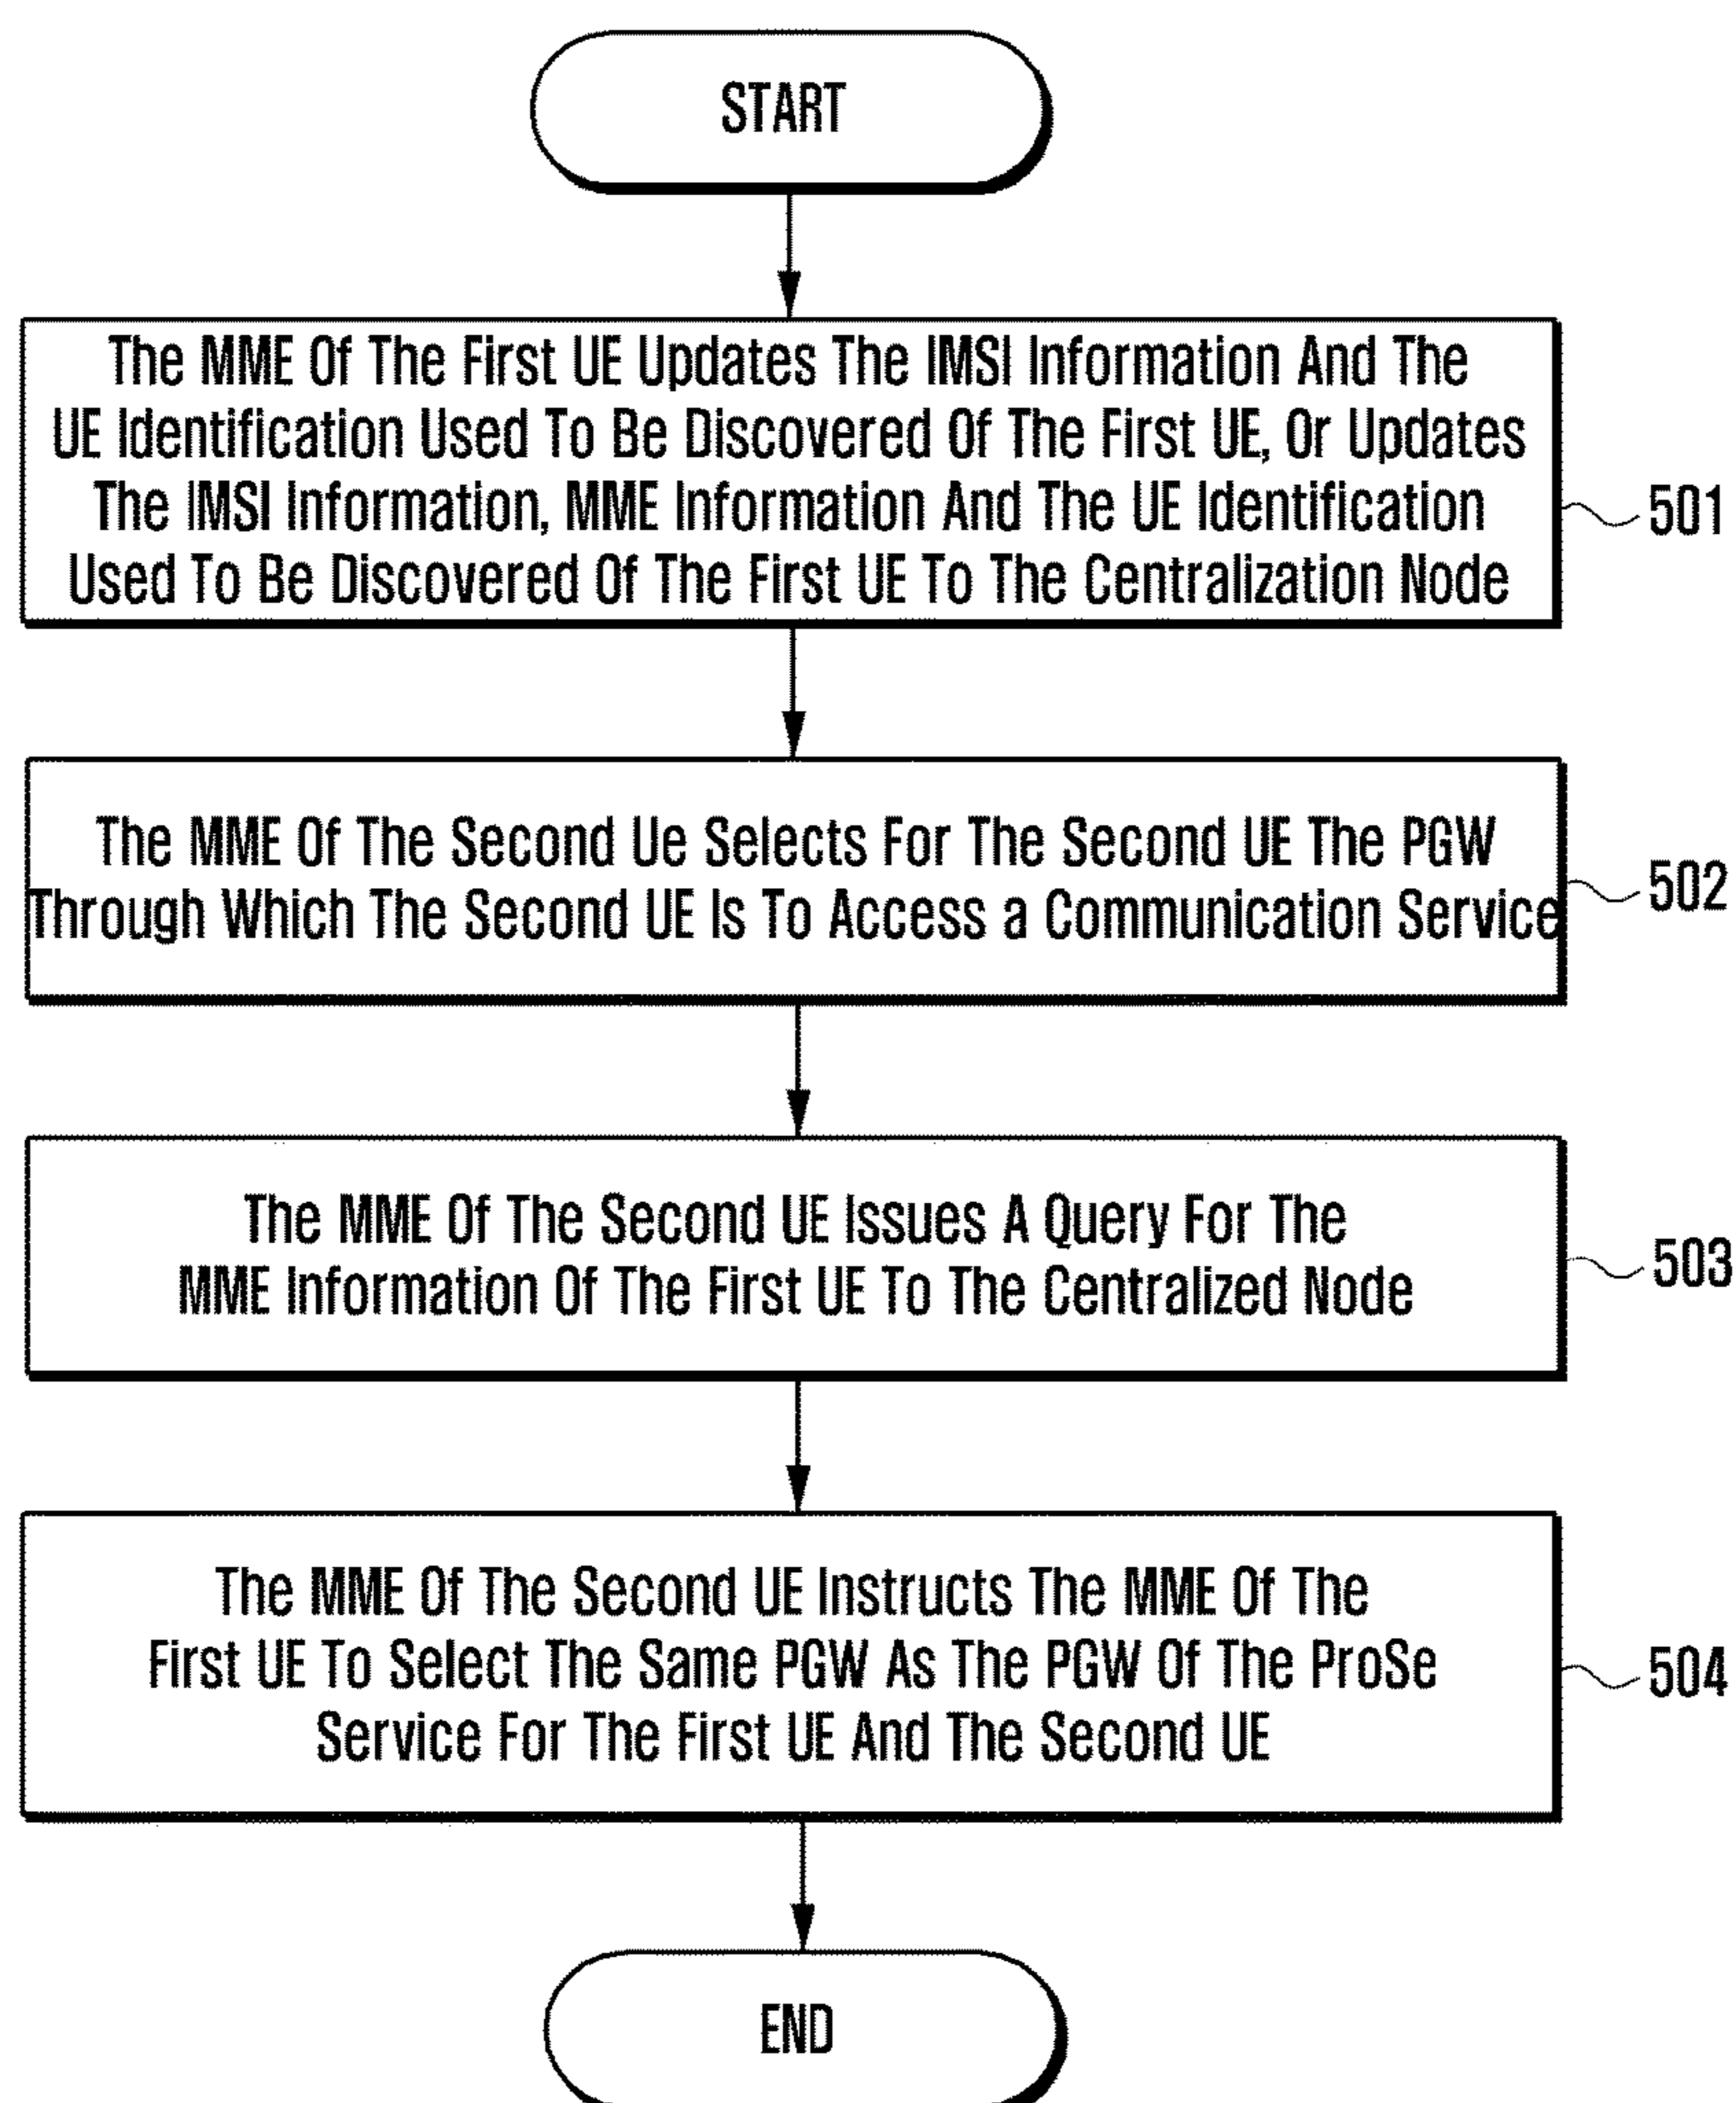 START
The MME Of The First UE Updates The IMSI Information And The
UE Identification Used To Be Discovered Of The First UE, Or Updates
The IMSI Information, MME Information And The UE Identification
Used To Be Discovered Of The First UE To The Centralization Node
501
The MME Of The Second Ue Selects For The Second UE The PGW
Through Which The Second UE Is To Access a Communication Service
502
The MME Of The Second UE Issues A Query For The
MME Information Of The First UE To The Centralized Node
503
The MME Of The Second UE Instructs The MME Of The
First UE To Select The Same PGW As The PGW Of The ProSe
Service For The First UE And The Second UE
504
END